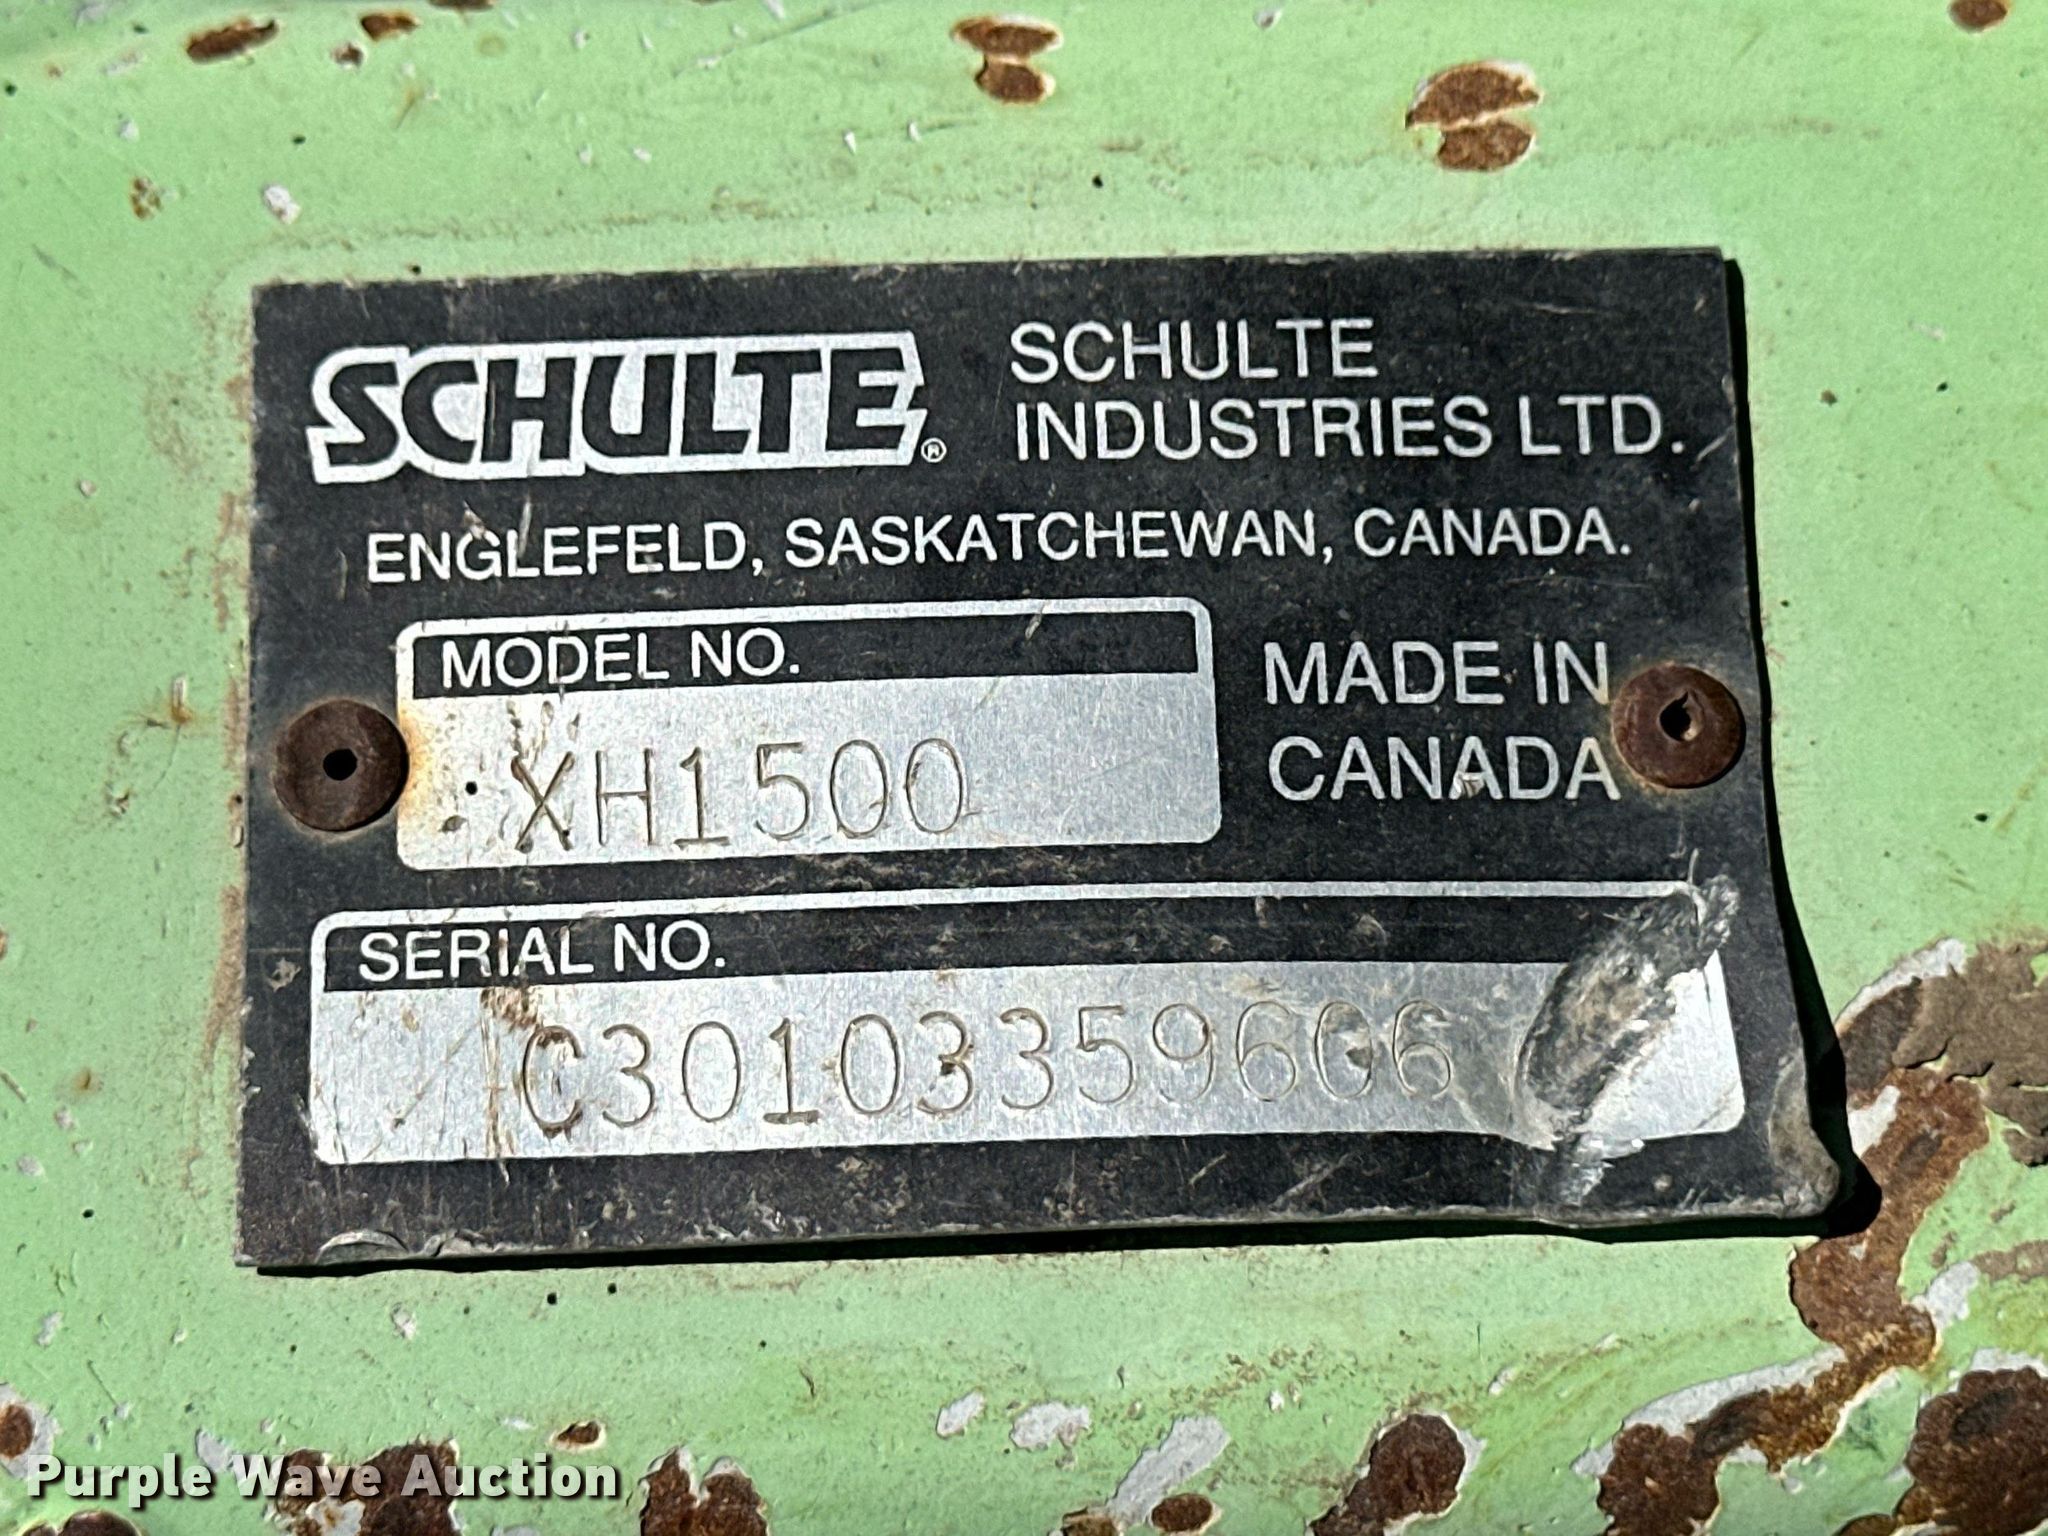 SCHULTE®
SCHULTE
INDUSTRIES LTD.
ENGLEFELD, SASKATCHEWAN, CANADA.
MODEL NO.
XH1500
MADE IN
CANADA
SERIAL NO.
C30103359606
Purple Wave Auction